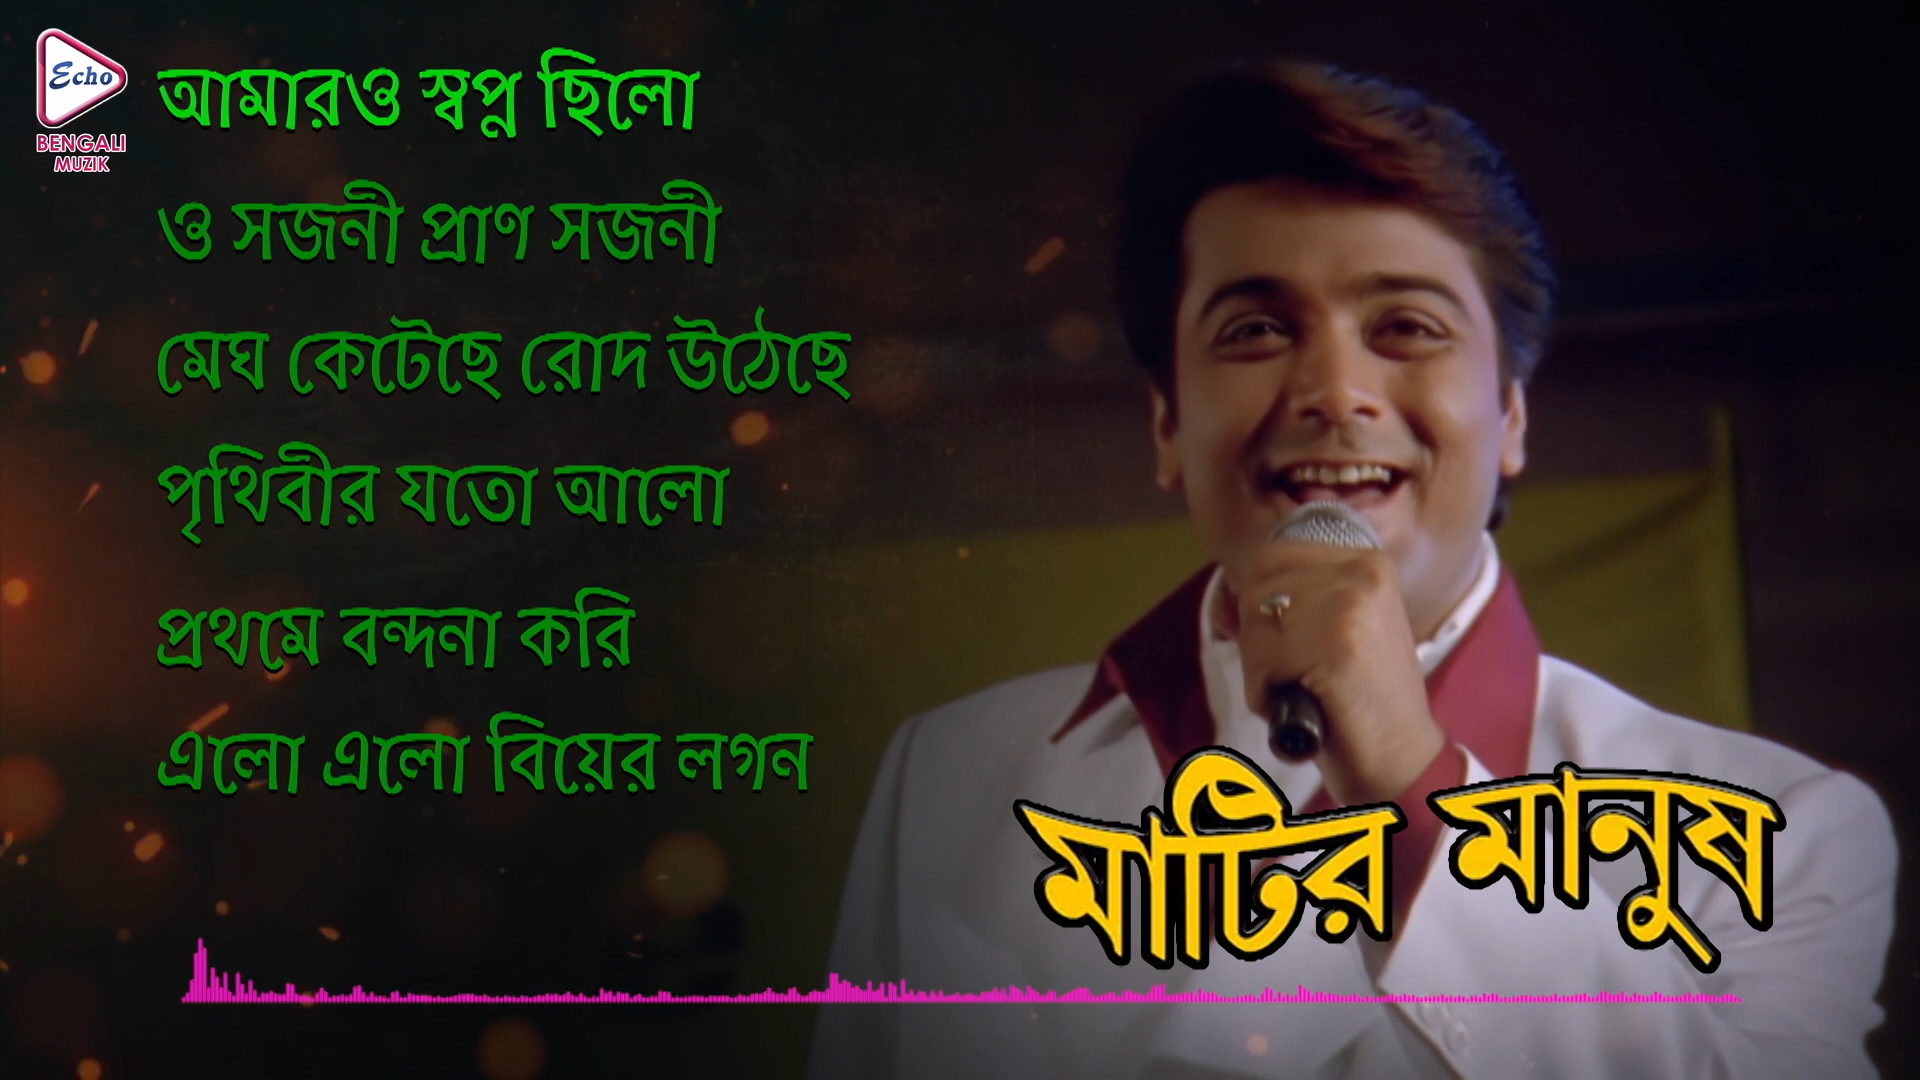 Echo
BENGALI
MUZIK
আমারও স্বপ্ন ছিলো
ও সজনী প্রাণ সজনী
মেঘ কেটেছে রোদ উঠেছে
পৃথিবীর যতো আলো
প্রথমে বন্দনা করি
এলো এলো বিয়ের লগন
মাটির মানুষ